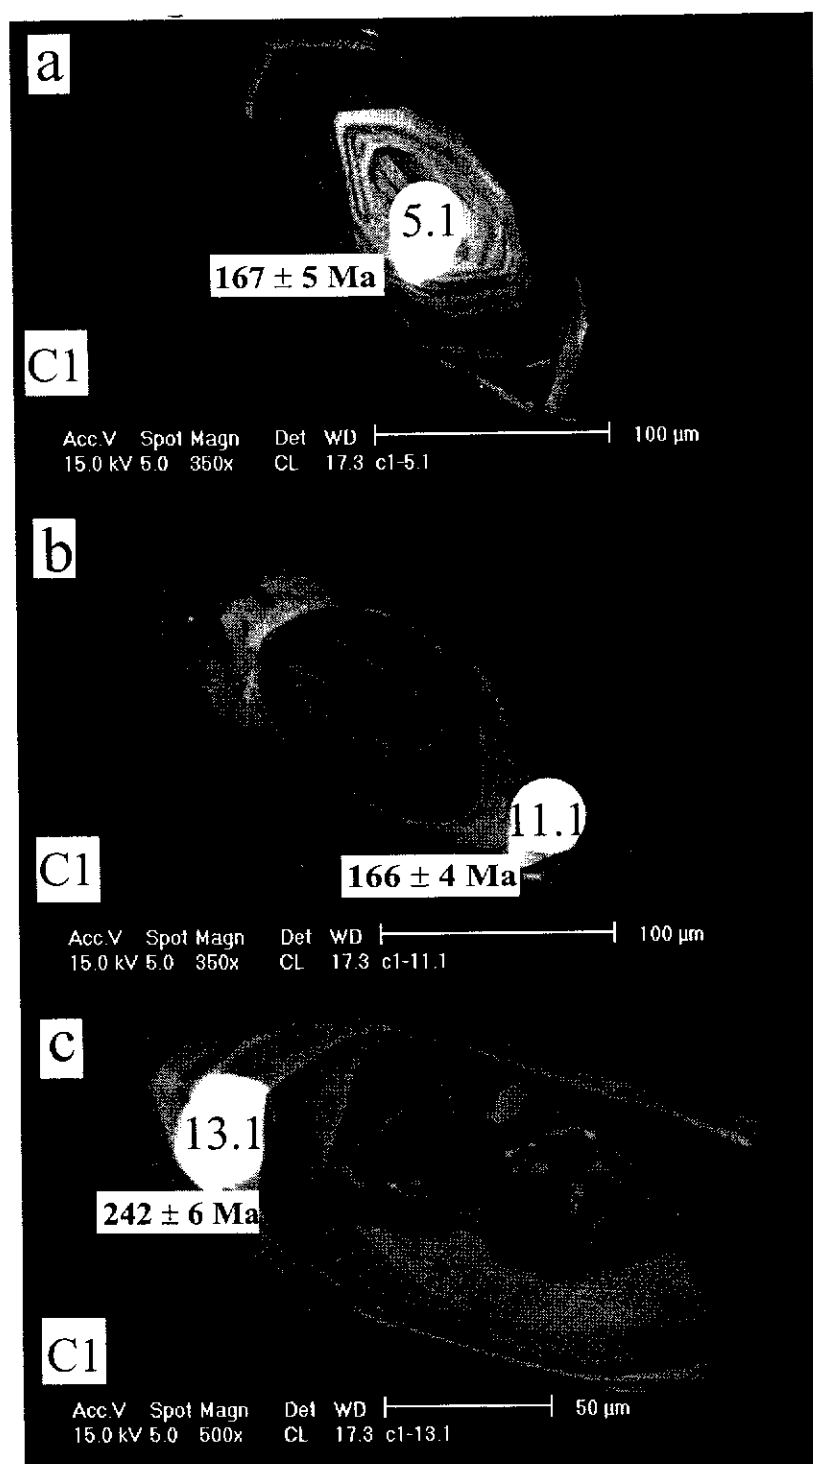 a
5.1
167 ± 5 Ma
C1
Acc.V Spot Magn Det WD 100 µm
15.0 kV 5.0 350x CL 17.3 c1-5.1
b
11.1
C1
166 ± 4 Ma
Acc.V Spot Magn Det WD 100 µm
15.0 kV 5.0 350x CL 17.3 c1-11.1
c
13.1
242 ± 6 Ma
C1
Acc.V Spot Magn Det WD 50 µm
15.0 kV 5.0 500x CL 17.3 c1-13.1